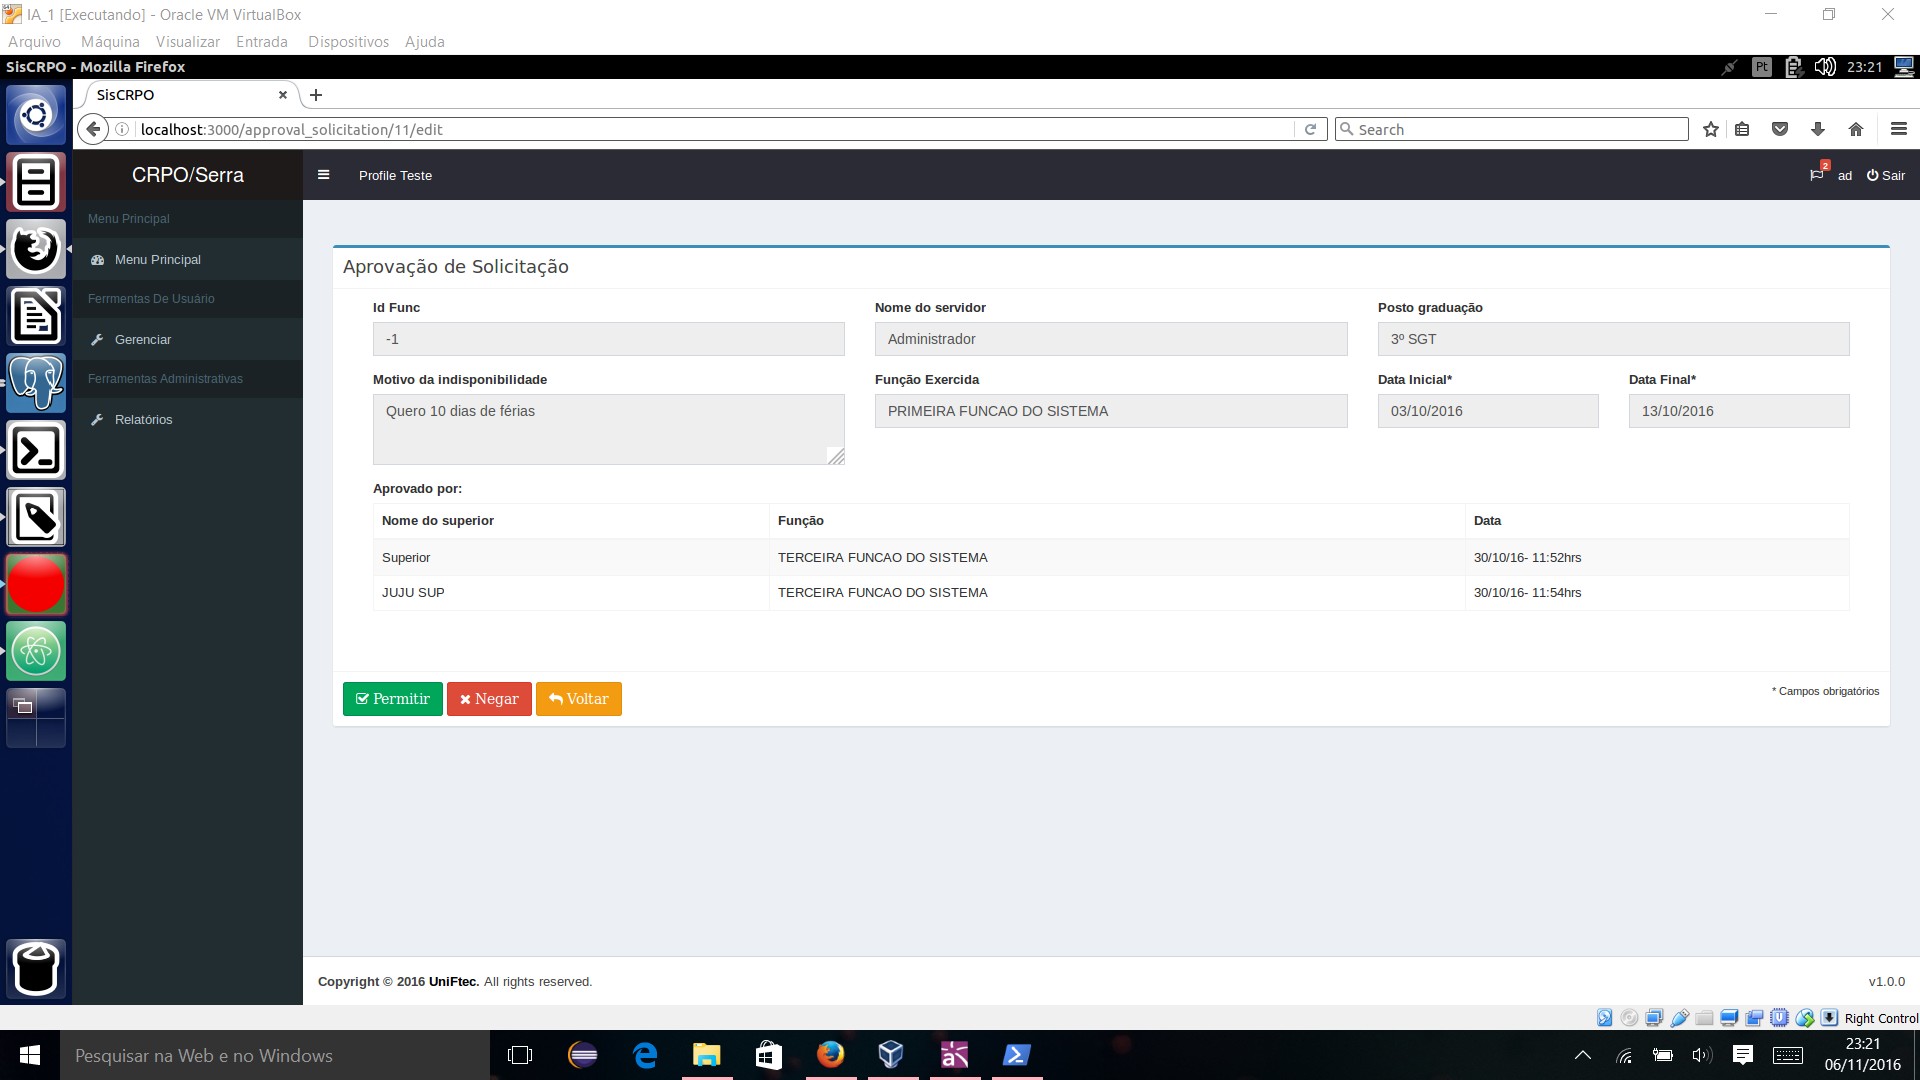 IA_1 [Executando] - Oracle VM VirtualBox
Arquivo Máquina Visualizar Entrada Dispositivos Ajuda
SisCRPO - Mozilla Firefox
Pt 23:21
SisCRPO
localhost:3000/approval_solicitation/11/edit
Search
CRPO/Serra
Profile Teste
2
ad
Sair
Menu Principal
Menu Principal
Ferrmentas De Usuário
Gerenciar
Ferramentas Administrativas
Relatórios
Aprovação de Solicitação
Id Func Nome do servidor Posto graduação
-1 Administrador 3º SGT
Motivo da indisponibilidade Função Exercida Data Inicial* Data Final*
Quero 10 dias de férias PRIMEIRA FUNCAO DO SISTEMA 03/10/2016 13/10/2016
Aprovado por:
Nome do superior Função Data
Superior TERCEIRA FUNCAO DO SISTEMA 30/10/16- 11:52hrs
JUJU SUP TERCEIRA FUNCAO DO SISTEMA 30/10/16- 11:54hrs
Permitir Negar Voltar
* Campos obrigatórios
Copyright © 2016 UniFtec. All rights reserved. v1.0.0
Right Control
Pesquisar na Web e no Windows
23:21
06/11/2016